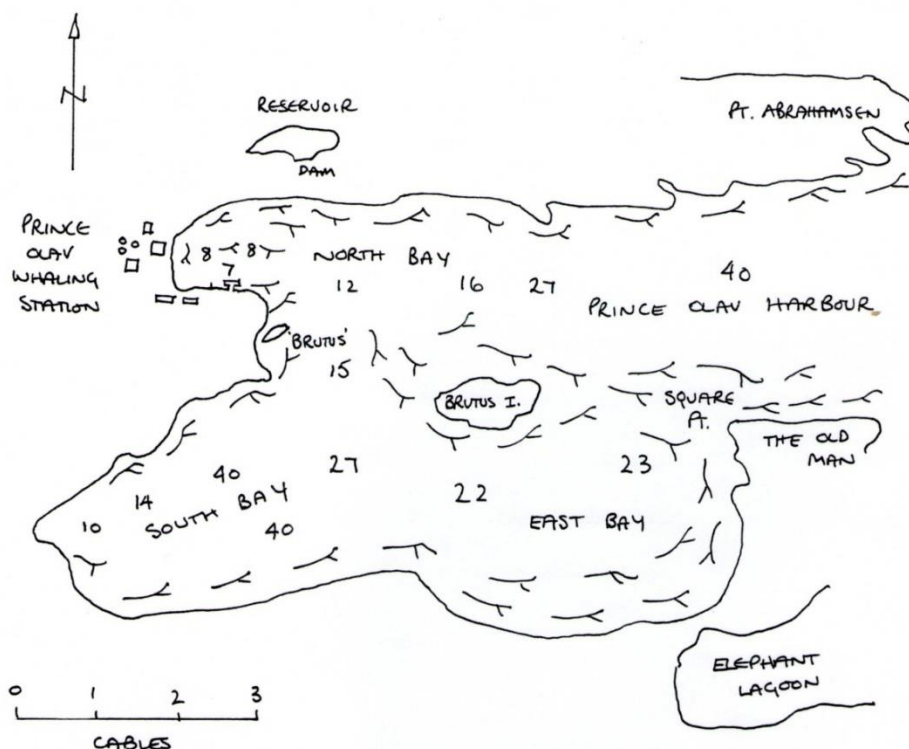 N
RESERVOIR
DAM
PT. ABRAHAMSEN
PRINCE
OLAV
WHALING
STATION
8 8
7
NORTH BAY
12
16
27
40
PRINCE OLAV HARBOUR
'BRUTUS'
15
BRUTUS I.
SQUARE
PT.
THE OLD
MAN
27
23
40
14
10
SOUTH BAY
40
22
EAST BAY
ELEPHANT
LAGOON
0 1 2 3
CABLES